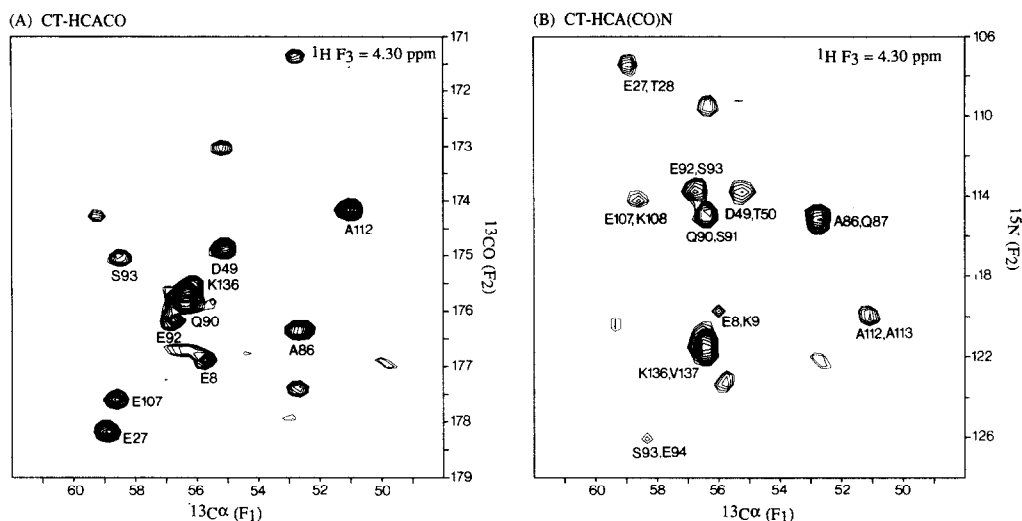 (A) CT-HCACO
¹H F₃ = 4.30 ppm
171
172
173
174
175
176
177
178
179
¹³CO (F₂)
A112
S93
D49
K136
Q90
E92
A86
E8
E107
E27
60
58
56
54
52
50
¹³Cα (F₁)
(B) CT-HCA(CO)N
¹H F₃ = 4.30 ppm
106
110
114
118
122
126
¹⁵N (F₂)
E27,T28
E92,S93
E107,K108
D49,T50
A86,Q87
Q90,S91
E8,K9
A112,A113
K136,V137
S93,E94
60
58
56
54
52
50
¹³Cα (F₁)